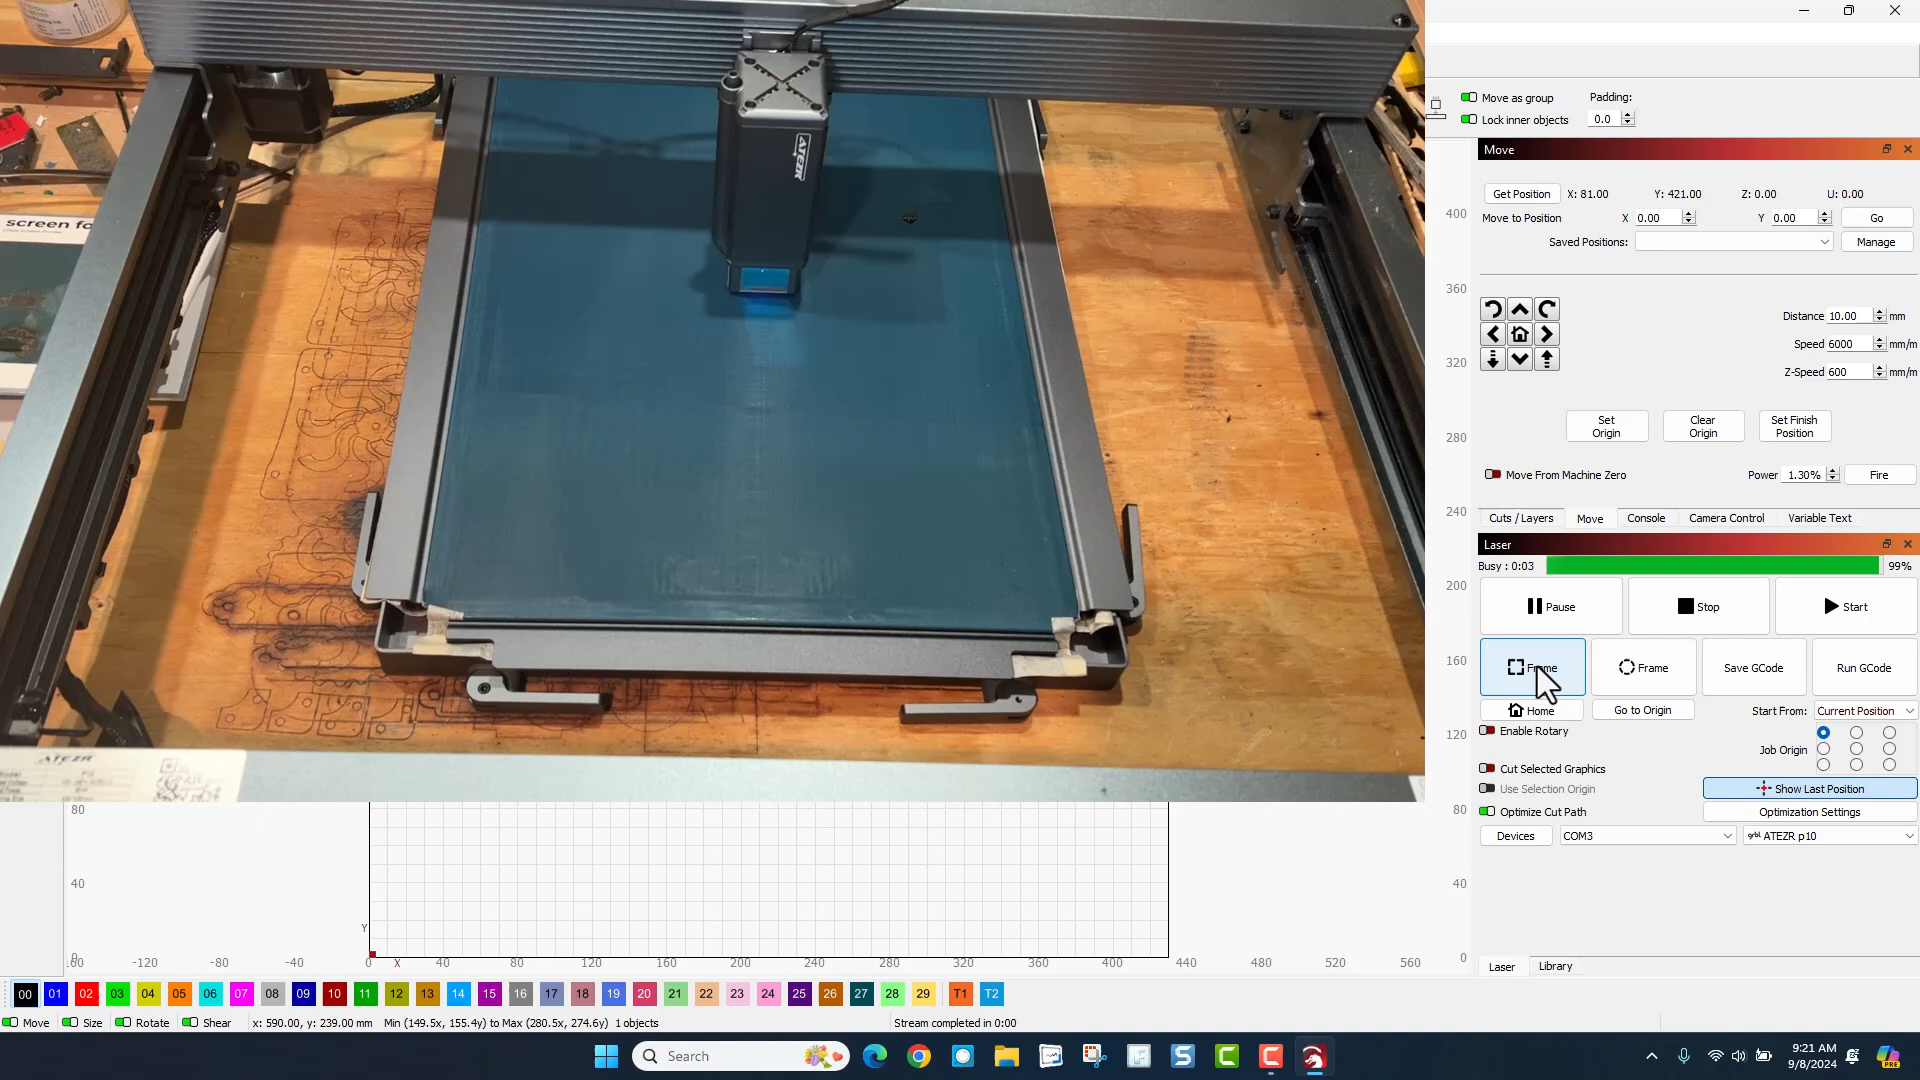 Move as group Padding:
Lock inner objects 0.0
Move
Get Position X: 81.00 Y: 421.00 Z: 0.00 U: 0.00
Move to Position X 0.00 Y 0.00 Go
Saved Positions: Manage
Distance 10.00 mm
Speed 6000 mm/m
Z-Speed 600 mm/m
Set Origin Clear Origin Set Finish Position
Move From Machine Zero Power 1.30% Fire
Cuts / Layers Move Console Camera Control Variable Text
Laser
Busy : 0:03 99%
Pause Stop Start
Frame Frame Save GCode Run GCode
Home Go to Origin Start From: Current Position
Enable Rotary
Job Origin
Cut Selected Graphics
Use Selection Origin Show Last Position
Optimize Cut Path Optimization Settings
Devices COM3 grbl ATEZR p10
Laser Library
400
360
320
280
240
200
160
120
80
40
0
ATEZR
screen fo
ATEZR
80
40
Y
0
-120 -80 -40 0 X 40 80 120 160 200 240 280 320 360 400 440 480 520 560
00 01 02 03 04 05 06 07 08 09 10 11 12 13 14 15 16 17 18 19 20 21 22 23 24 25 26 27 28 29 T1 T2
Move Size Rotate Shear x: 590.00, y: 239.00 mm Min (149.5x, 155.4y) to Max (280.5x, 274.6y) 1 objects Stream completed in 0:00
Search
9:21 AM
9/8/2024